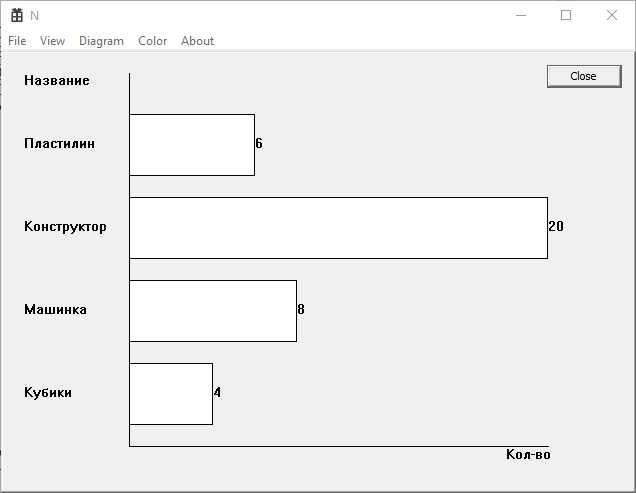 N
File View Diagram Color About
Close
Название
Пластилин 6
Конструктор 20
Машинка 8
Кубики 4
Кол-во